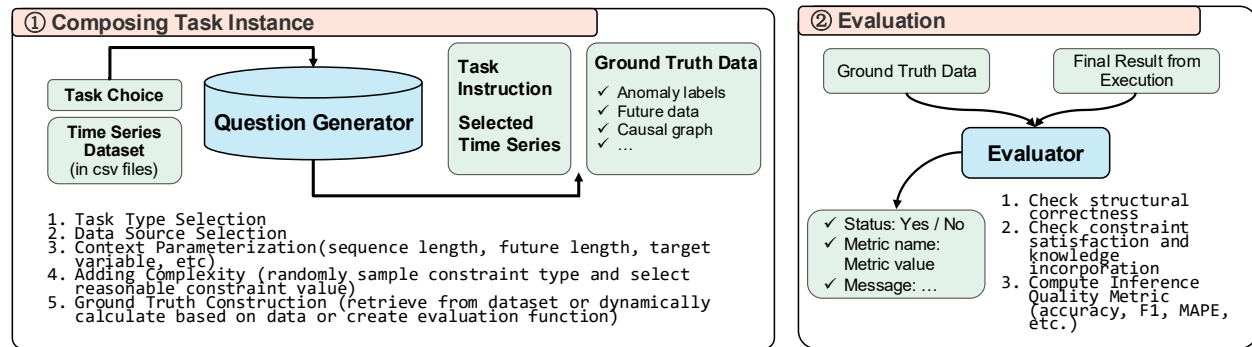 ① Composing Task Instance
Task Choice
Time Series
Dataset
(in csv files)
Question Generator
Task
Instruction
Selected
Time Series
Ground Truth Data
✓ Anomaly labels
✓ Future data
✓ Causal graph
✓ …
1. Task Type Selection
2. Data Source Selection
3. Context Parameterization(sequence length, future length, target
variable, etc)
4. Adding Complexity (randomly sample constraint type and select
reasonable constraint value)
5. Ground Truth Construction (retrieve from dataset or dynamically
calculate based on data or create evaluation function)
② Evaluation
Ground Truth Data
Final Result from
Execution
Evaluator
✓ Status: Yes / No
✓ Metric name:
Metric value
✓ Message: …
1. Check structural
correctness
2. Check constraint
satisfaction and
knowledge
incorporation
3. Compute Inference
Quality Metric
(accuracy, F1, MAPE,
etc.)